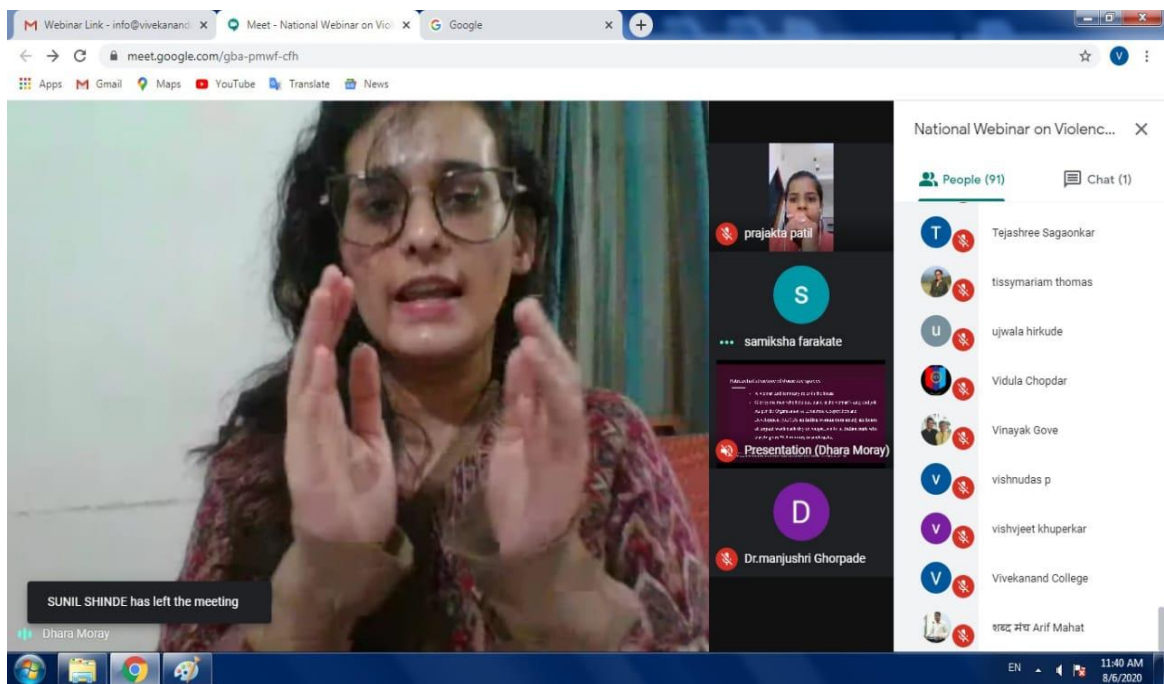 Webinar Link - info@vivekanand
Meet - National Webinar on Viol
Google
meet.google.com/gba-pmwf-cfh
V
Apps Gmail Maps YouTube Translate News
National Webinar on Violenc...
People (91)
Chat (1)
Tejashree Sagaonkar
tissymariam thomas
ujwala hirkude
Vidula Chopdar
Vinayak Gove
vishnudas p
vishvjeet khuperkar
Vivekanand College
शब्द मंच Arif Mahat
T
u
V
v
V
prajakta patil
S
samiksha farakate
Presentation (Dhara Moray)
D
Dr.manjushri Ghorpade
SUNIL SHINDE has left the meeting
Dhara Moray
EN
11:40 AM
8/6/2020